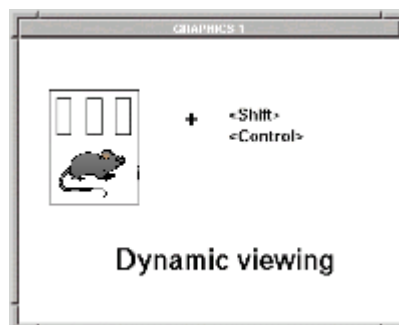 GRAPHICS 1
+ <Shift>
<Control>
Dynamic viewing